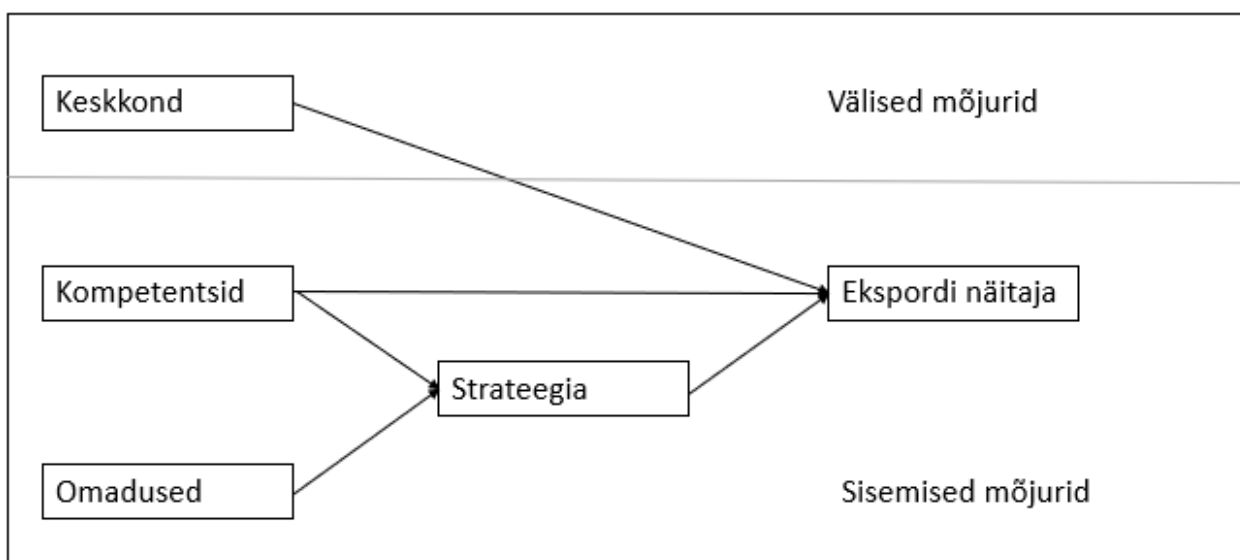 Keskkond
Välised mõjurid
Kompetentsid
Ekspordi näitaja
Strateegia
Omadused
Sisemised mõjurid